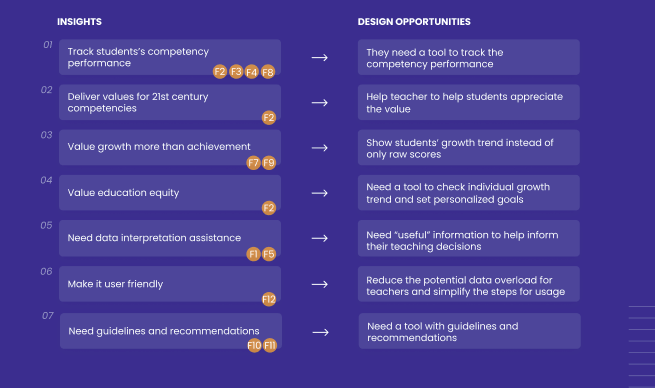 INSIGHTS
DESIGN OPPORTUNITIES
01
Track students's competency
performance
F2 F3 F4 F8
They need a tool to track the
competency performance
02
Deliver values for 21st century
competencies
F2
Help teacher to help students appreciate
the value
03
Value growth more than achievement
F7 F9
Show students' growth trend instead of
only raw scores
04
Value education equity
F2
Need a tool to check individual growth
trend and set personalized goals
05
Need data interpretation assistance
F1 F5
Need “useful” information to help inform
their teaching decisions
06
Make it user friendly
F12
Reduce the potential data overload for
teachers and simplify the steps for usage
07
Need guidelines and recommendations
F10 F11
Need a tool with guidelines and
recommendations